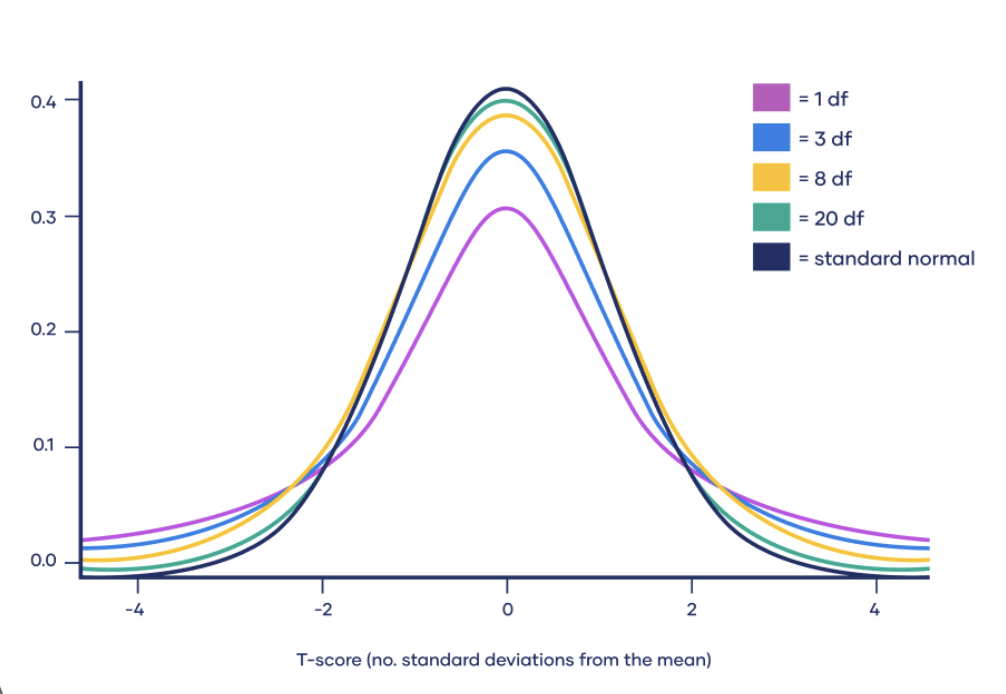 0.4
0.3
0.2
0.1
0.0
-4
-2
0
2
4
T-score (no. standard deviations from the mean)
= 1 df
= 3 df
= 8 df
= 20 df
= standard normal